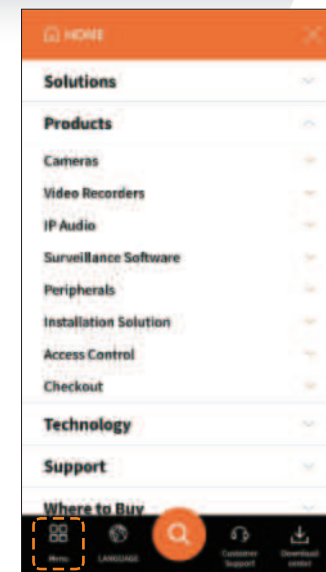 HOME
Solutions
Products
Cameras
Video Recorders
IP Audio
Surveillance Software
Peripherals
Installation Solution
Access Control
Checkout
Technology
Support
Where to Buy
Menu LANGUAGE Customer Support Download center